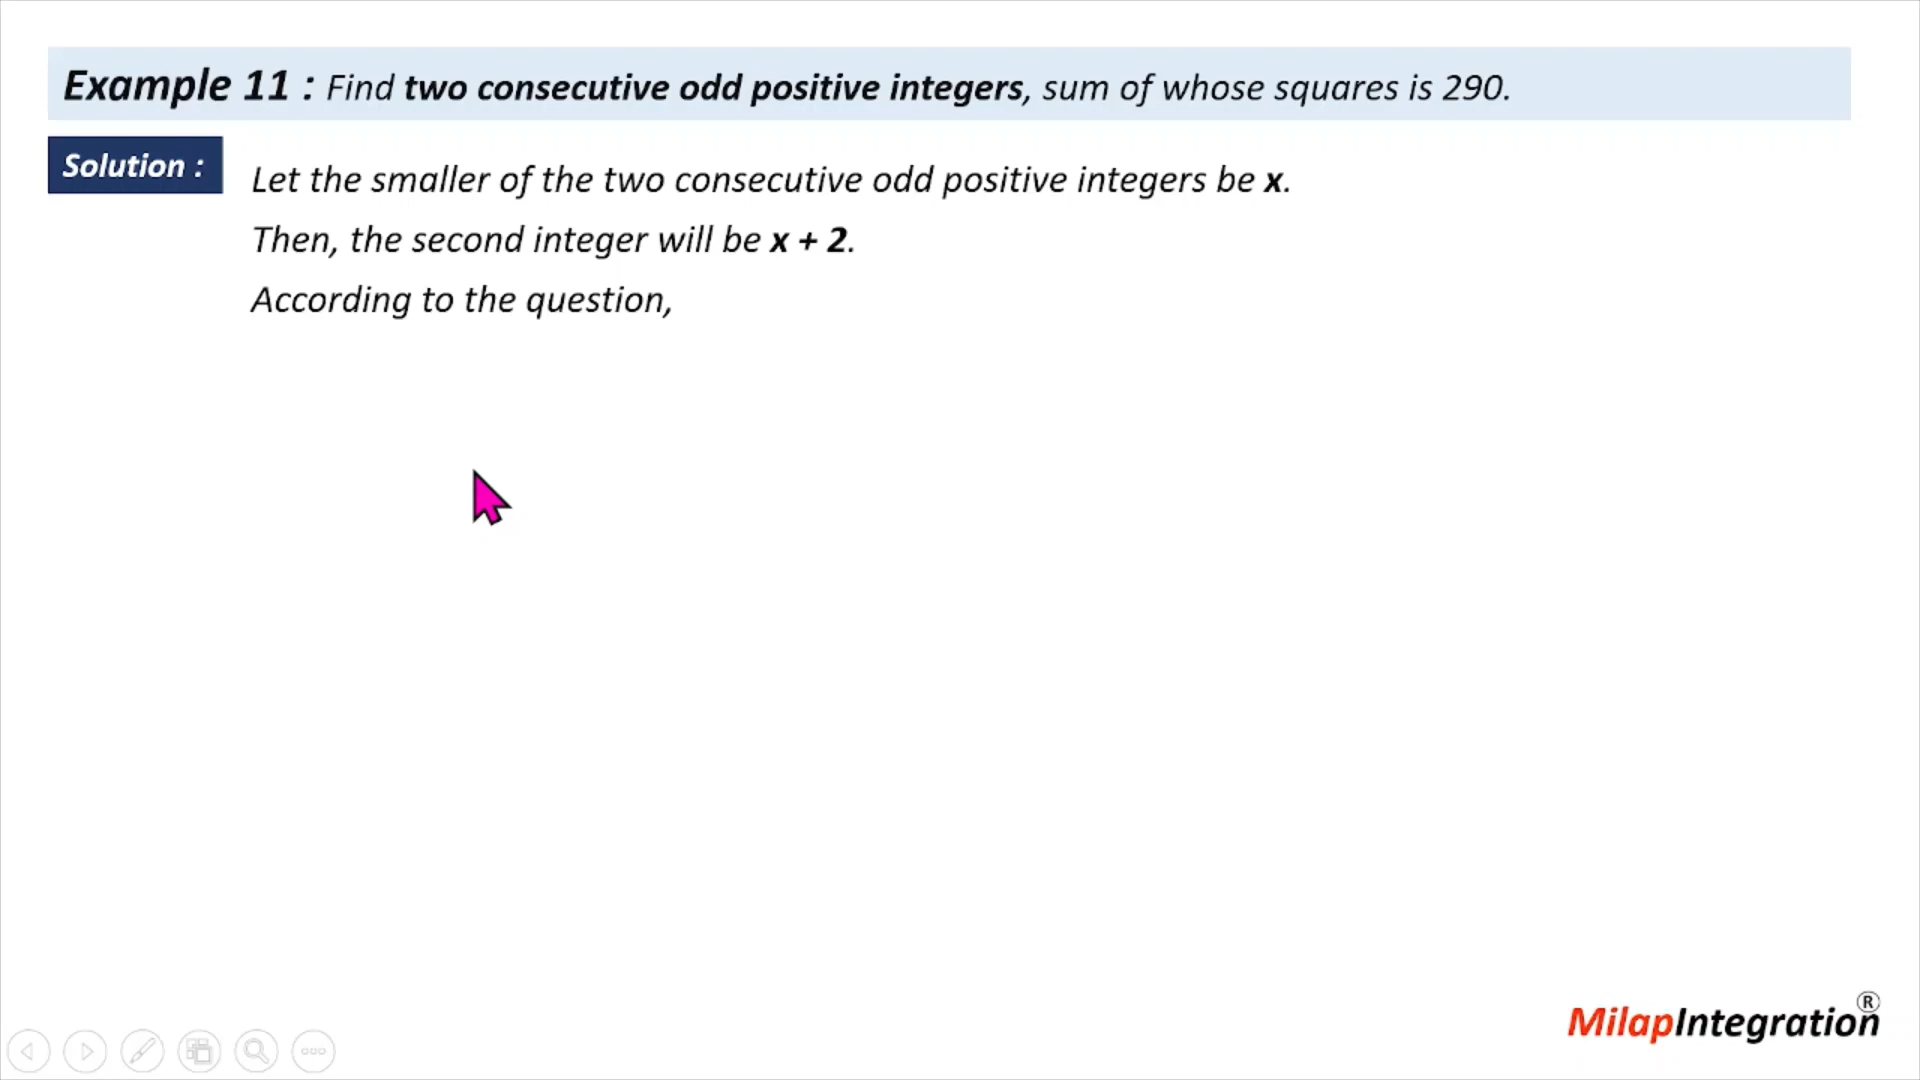 Example 11 : Find two consecutive odd positive integers, sum of whose squares is 290.
Solution :
Let the smaller of the two consecutive odd positive integers be x.
Then, the second integer will be x + 2.
According to the question,
MilapIntegration®